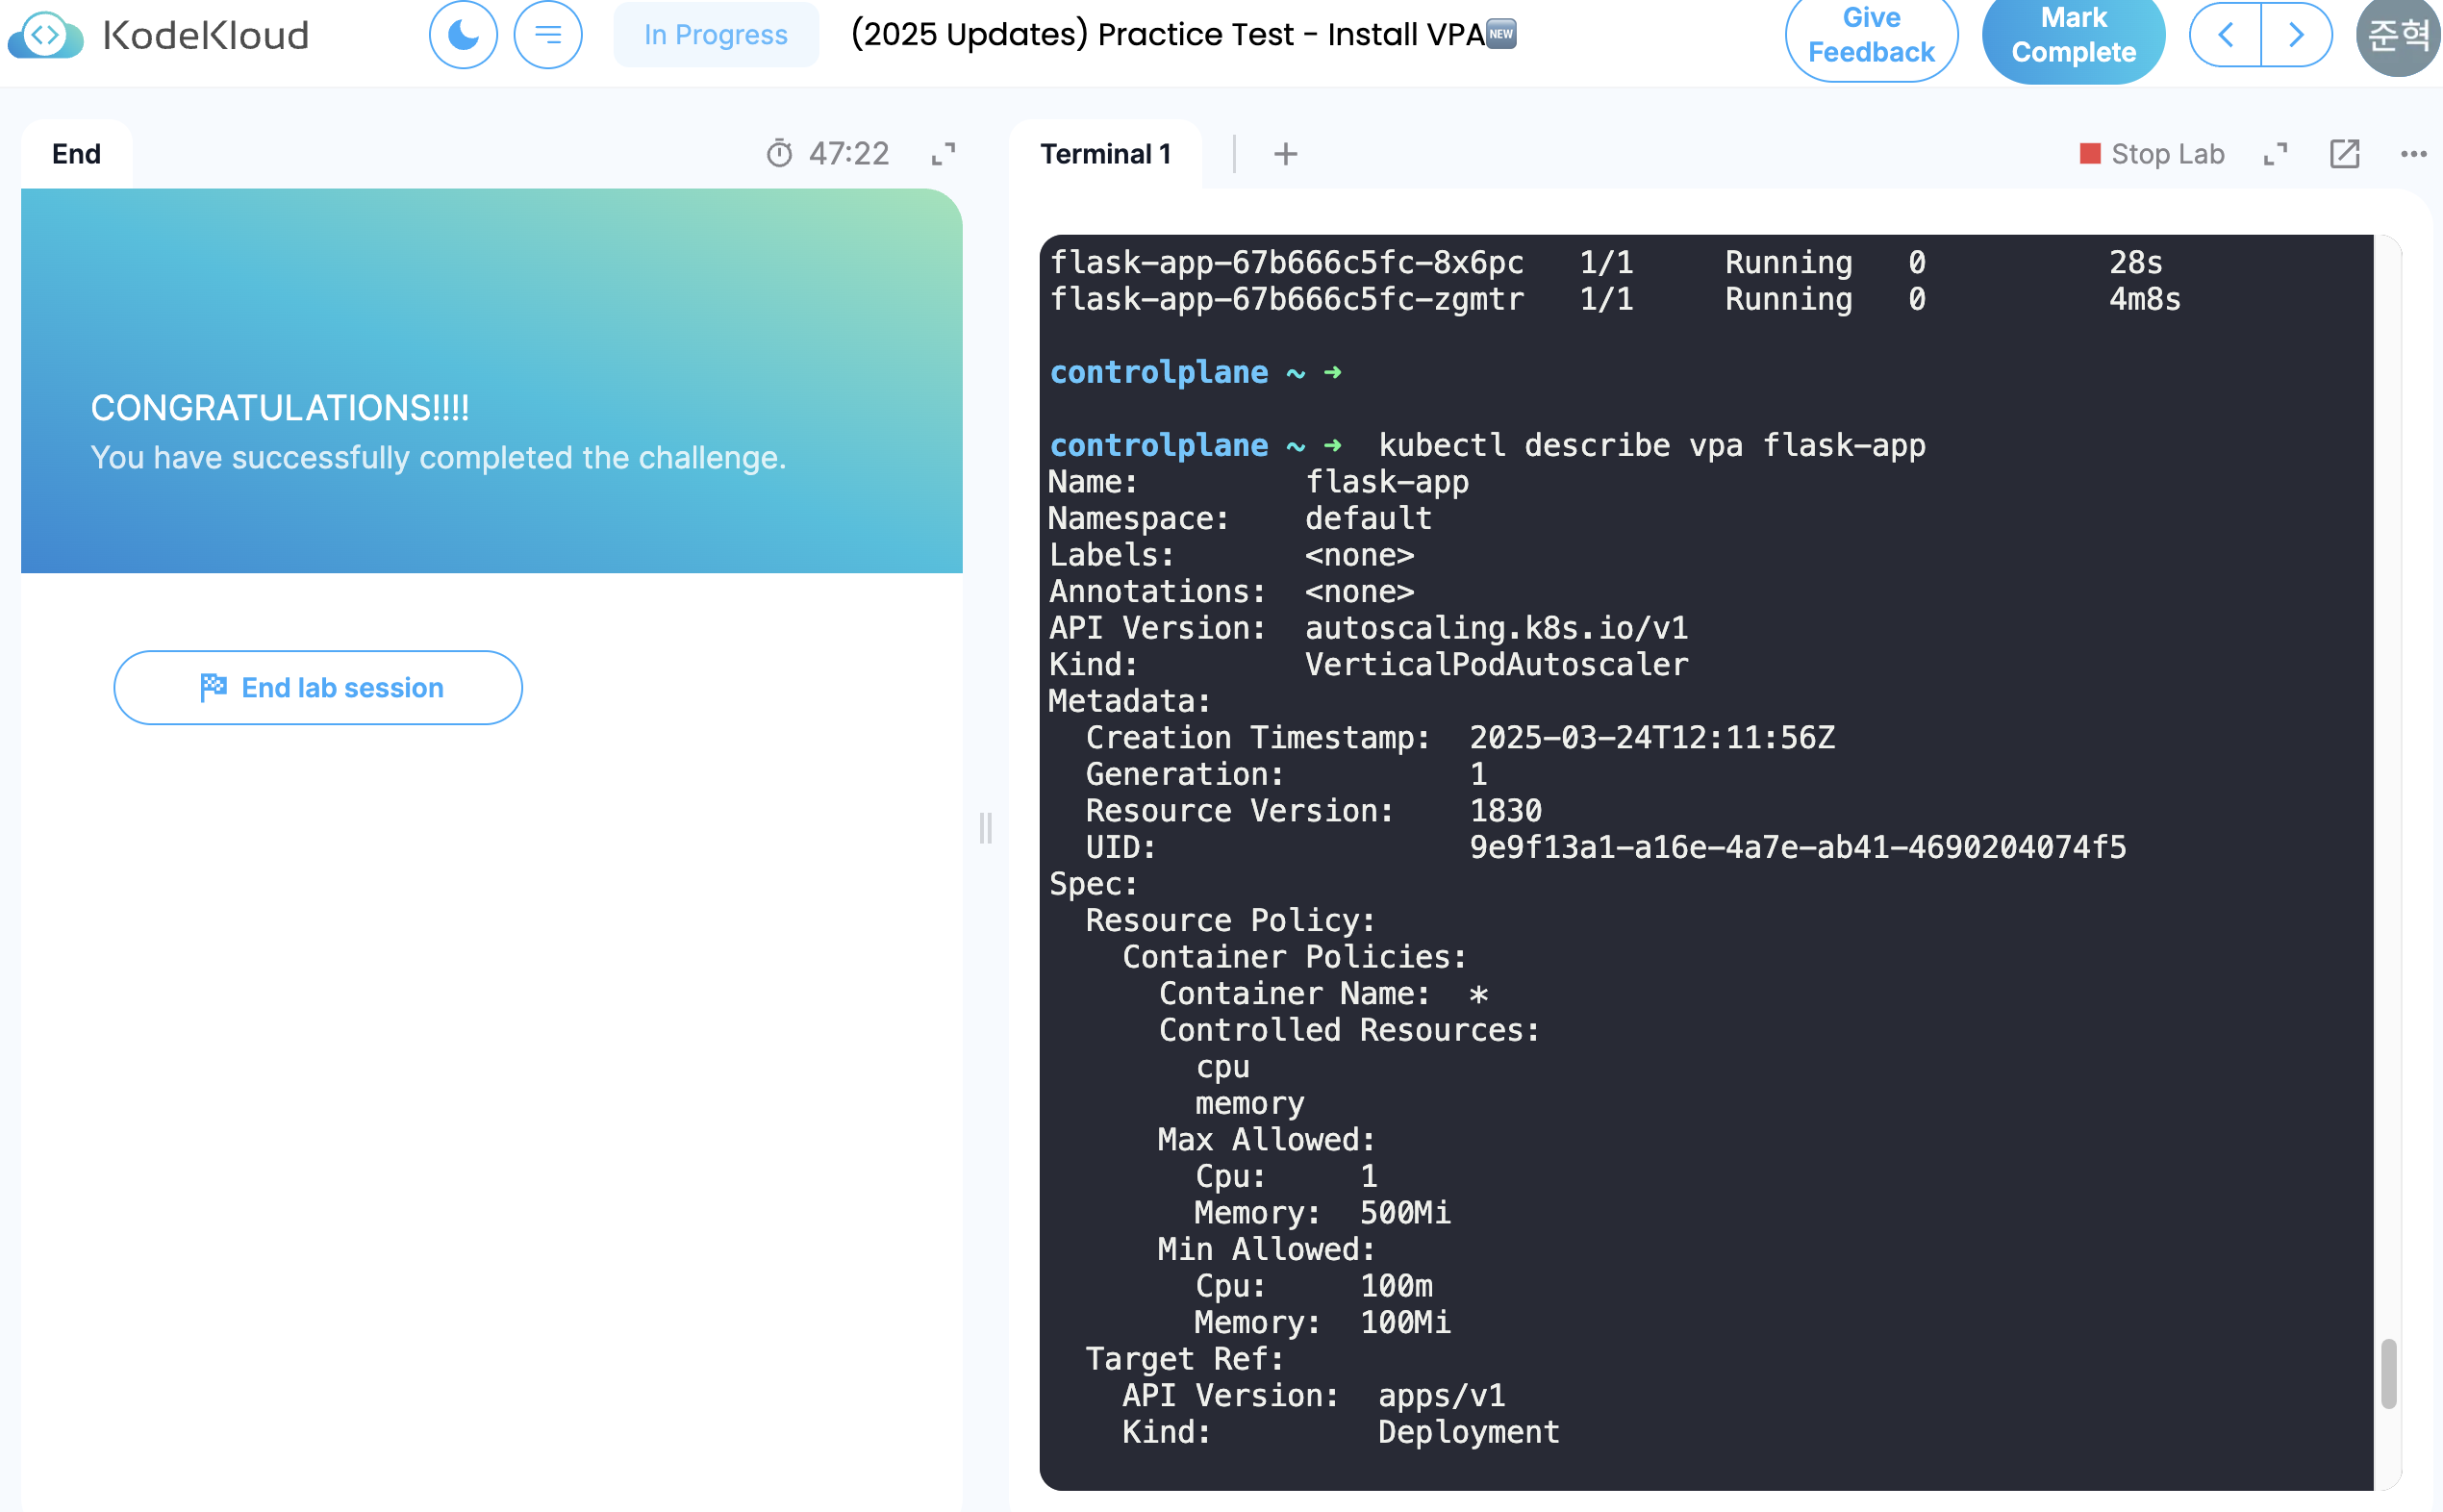 KodeKloud
In Progress
(2025 Updates) Practice Test - Install VPA🆕
Give Feedback
Mark Complete
준혁
End
47:22
CONGRATULATIONS!!!!
You have successfully completed the challenge.
End lab session
Terminal 1
+
Stop Lab
flask-app-67b666c5fc-8x6pc   1/1     Running   0          28s
flask-app-67b666c5fc-zgmtr   1/1     Running   0          4m8s
controlplane ~ ➜
controlplane ~ ➜  kubectl describe vpa flask-app
Name:         flask-app
Namespace:    default
Labels:       <none>
Annotations:  <none>
API Version:  autoscaling.k8s.io/v1
Kind:         VerticalPodAutoscaler
Metadata:
  Creation Timestamp:  2025-03-24T12:11:56Z
  Generation:          1
  Resource Version:    1830
  UID:                 9e9f13a1-a16e-4a7e-ab41-4690204074f5
Spec:
  Resource Policy:
    Container Policies:
      Container Name:  *
      Controlled Resources:
        cpu
        memory
      Max Allowed:
        Cpu:     1
        Memory:  500Mi
      Min Allowed:
        Cpu:     100m
        Memory:  100Mi
  Target Ref:
    API Version:  apps/v1
    Kind:         Deployment